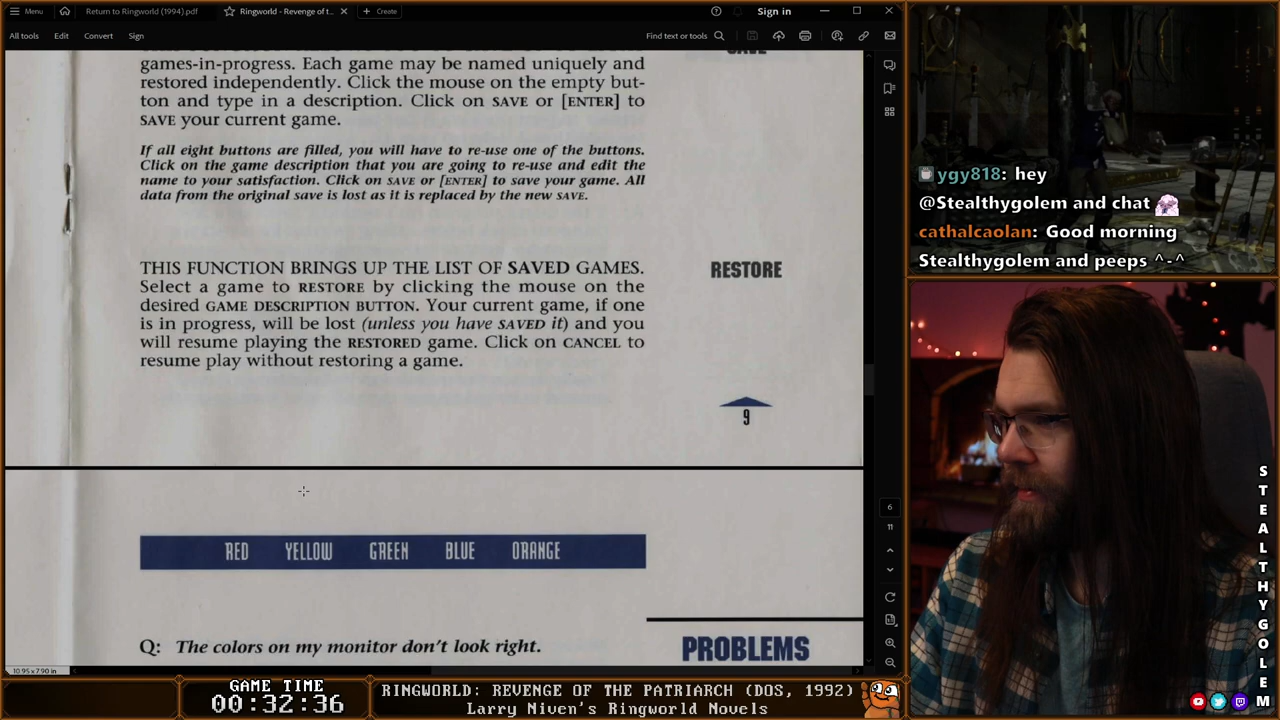 Menu
Return to Ringworld (1994).pdf
Ringworld - Revenge of t...
Create
Sign in
All tools
Edit
Convert
Sign
Find text or tools
SAVE
games-in-progress. Each game may be named uniquely and
restored independently. Click the mouse on the empty but-
ton and type in a description. Click on SAVE or [ENTER] to
SAVE your current game.
If all eight buttons are filled, you will have to re-use one of the buttons.
Click on the game description that you are going to re-use and edit the
name to your satisfaction. Click on SAVE or [ENTER] to save your game. All
data from the original save is lost as it is replaced by the new SAVE.
THIS FUNCTION BRINGS UP THE LIST OF SAVED GAMES.
Select a game to RESTORE by clicking the mouse on the
desired GAME DESCRIPTION BUTTON. Your current game, if one
is in progress, will be lost (unless you have SAVED it) and you
will resume playing the RESTORED game. Click on CANCEL to
resume play without restoring a game.
RESTORE
9
RED YELLOW GREEN BLUE ORANGE
Q: The colors on my monitor don't look right.
PROBLEMS
10.95 x 7.90 in
6
11
ygy818: hey
@Stealthygolem and chat
cathalcaolan: Good morning
Stealthygolem and peeps ^-^
STEALTHYGOLEM
GAME TIME
00:32:36
RINGWORLD: REVENGE OF THE PATRIARCH (DOS, 1992)
Larry Niven's Ringworld Novels